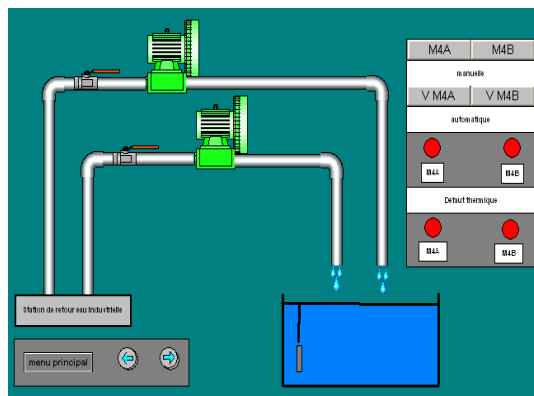 M4A M4B
manuelle
V M4A V M4B
automatique
M4A M4B
Défaut thermique
M4A M4B
Station de retour eau industrielle
menu principal